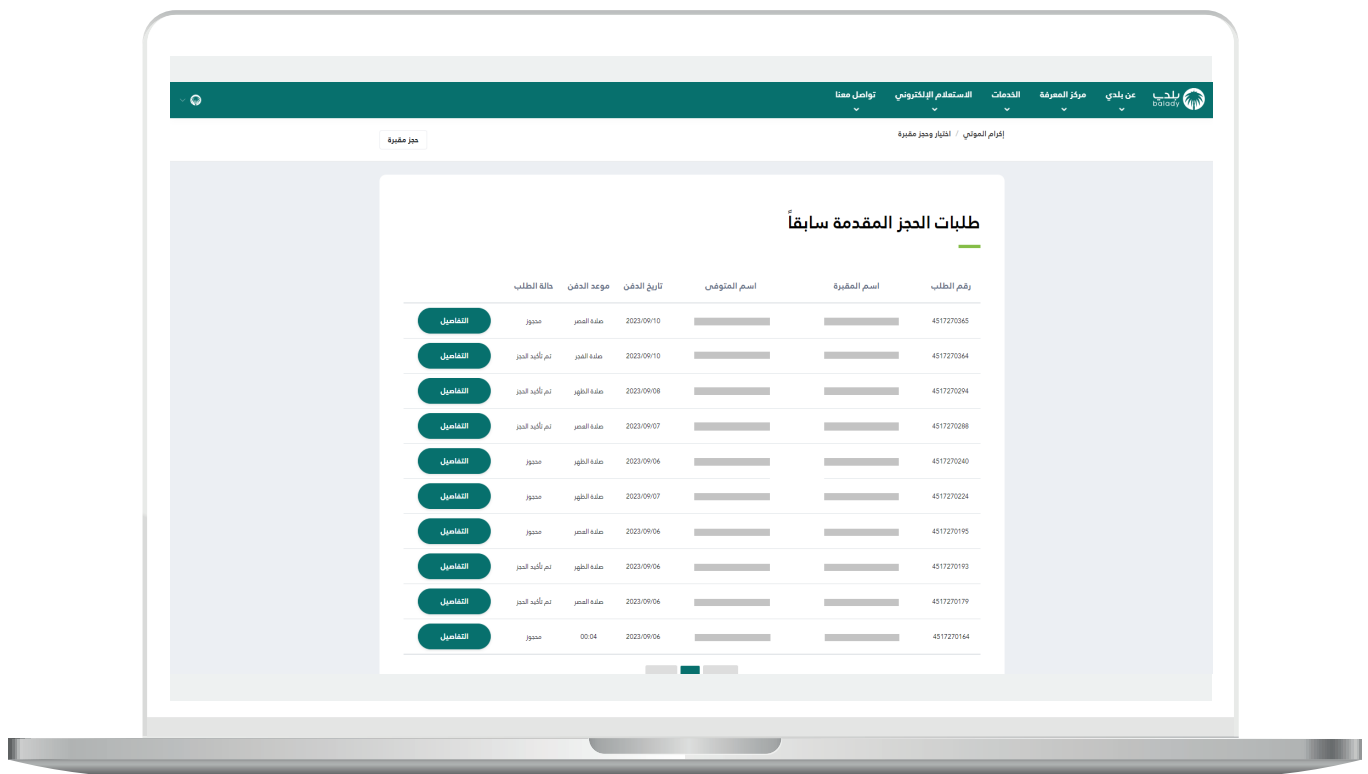 بلدي balady عن بلدي مركز المعرفة الخدمات الاستعلام الإلكتروني تواصل معنا
إكرام الموتى / اختيار وحجز مقبرة حجز مقبرة
طلبات الحجز المقدمة سابقاً
رقم الطلب اسم المقبرة اسم المتوفى تاريخ الدفن موعد الدفن حالة الطلب
4517270365 2023/09/10 صلاة العصر محجوز التفاصيل
4517270364 2023/09/10 صلاة الفجر تم تأكيد الحجز التفاصيل
4517270294 2023/09/08 صلاة الظهر تم تأكيد الحجز التفاصيل
4517270288 2023/09/07 صلاة العصر تم تأكيد الحجز التفاصيل
4517270240 2023/09/06 صلاة الظهر محجوز التفاصيل
4517270224 2023/09/07 صلاة الظهر محجوز التفاصيل
4517270195 2023/09/06 صلاة العصر محجوز التفاصيل
4517270193 2023/09/06 صلاة الظهر تم تأكيد الحجز التفاصيل
4517270179 2023/09/06 صلاة العصر تم تأكيد الحجز التفاصيل
4517270164 2023/09/06 00:04 محجوز التفاصيل